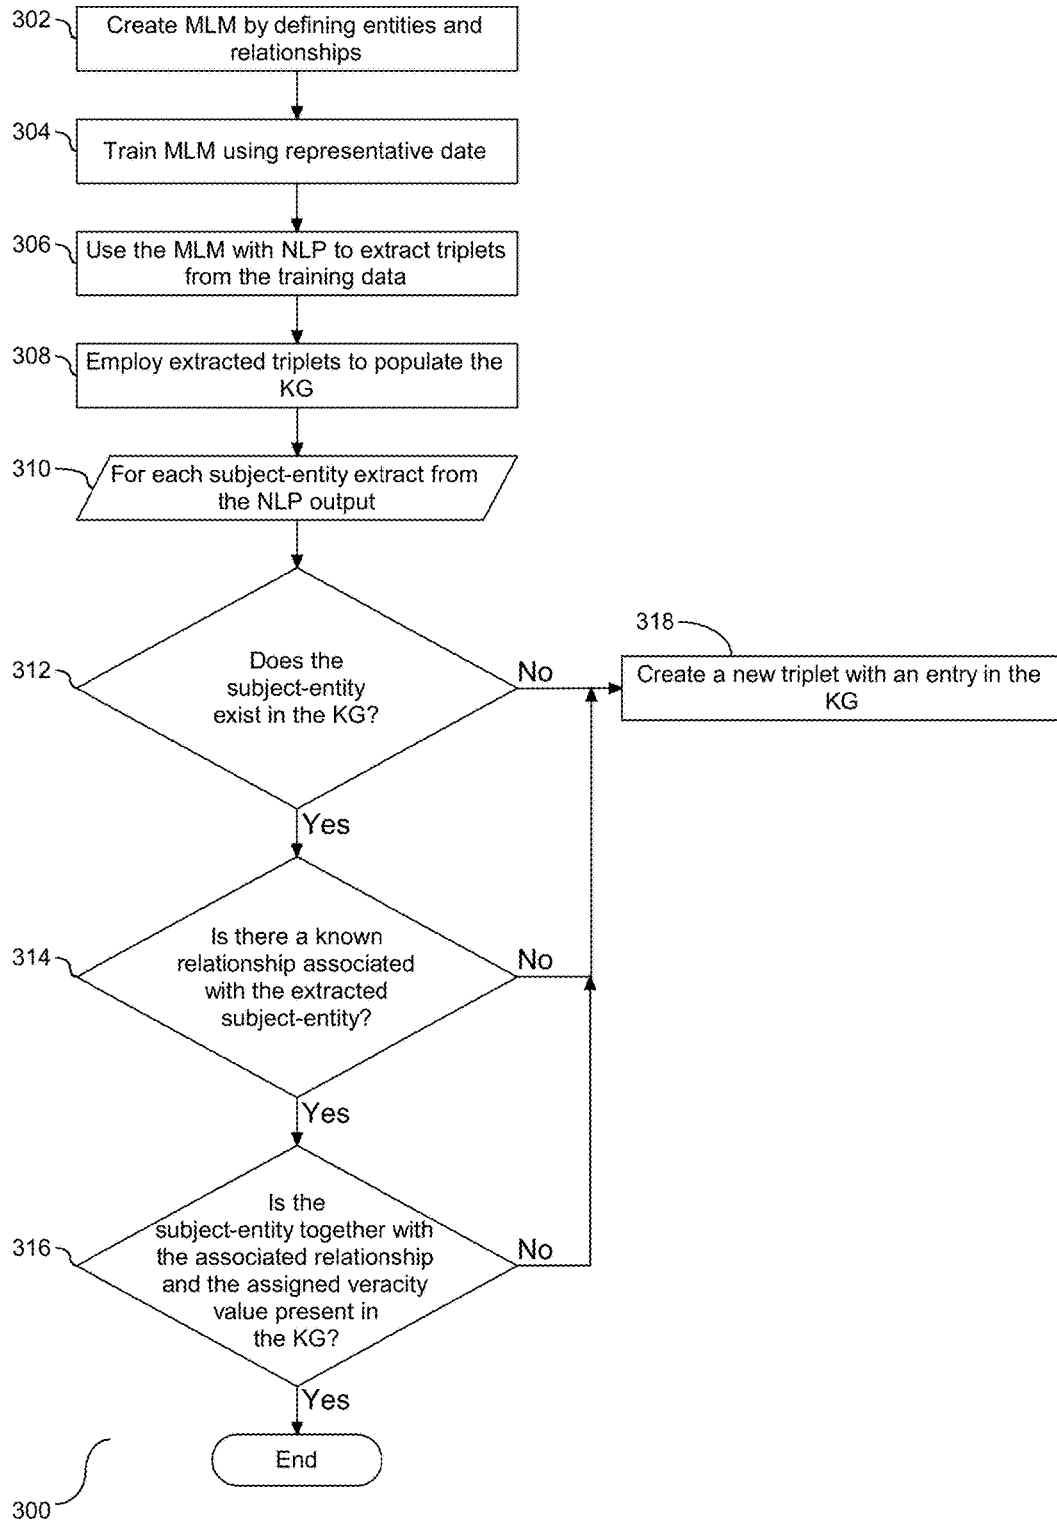 302
Create MLM by defining entities and
relationships
304
Train MLM using representative date
306
Use the MLM with NLP to extract triplets
from the training data
308
Employ extracted triplets to populate the
KG
310
For each subject-entity extract from
the NLP output
312
Does the
subject-entity
exist in the KG?
No
318
Create a new triplet with an entry in the
KG
Yes
314
Is there a known
relationship associated
with the extracted
subject-entity?
No
Yes
316
Is the
subject-entity together with
the associated relationship
and the assigned veracity
value present in
the KG?
No
Yes
End
300